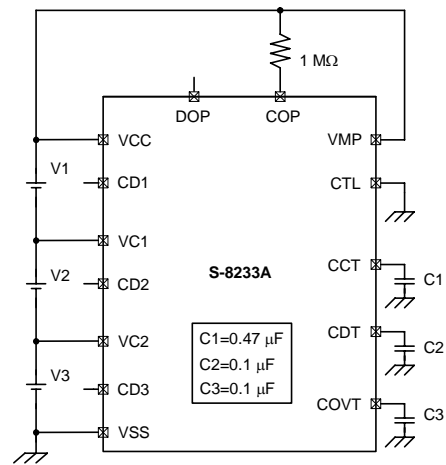 1 MΩ
DOP
COP
VCC
VMP
V1
CD1
CTL
VC1
S-8233A
CCT
C1
V2
CD2
C1=0.47 μF
C2=0.1 μF
C3=0.1 μF
VC2
CDT
C2
V3
CD3
COVT
C3
VSS